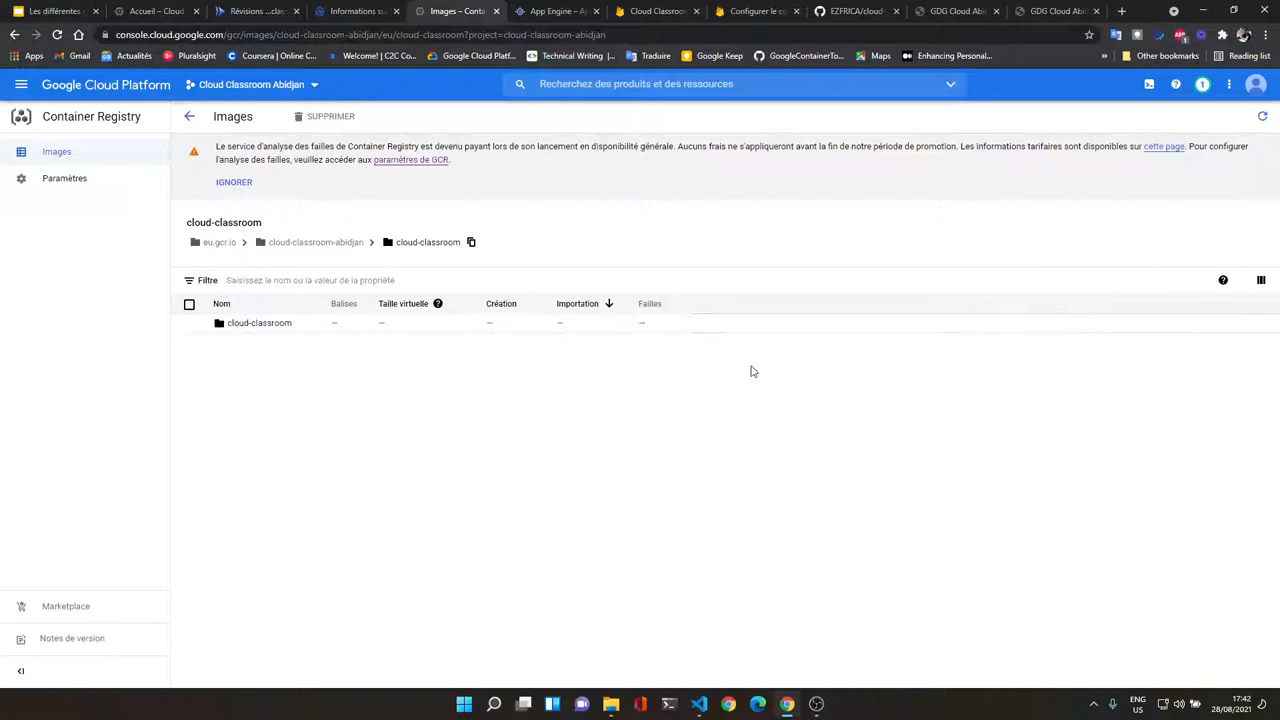 Les différentes
Accueil – Cloud
Révisions ...class
Informations su
Images – Conta
App Engine – Ap
Cloud Classroom
Configurer le c
EZFRICA/cloud-
GDG Cloud Abid
GDG Cloud Abid
console.cloud.google.com/gcr/images/cloud-classroom-abidjan/eu/cloud-classroom?project=cloud-classroom-abidjan
Apps
Gmail
Actualités
Pluralsight
Coursera | Online C...
Welcome! | C2C Co...
Google Cloud Platf...
Technical Writing |...
Traduire
Google Keep
GoogleContainerTo...
Maps
Enhancing Personal...
»
Other bookmarks
Reading list
Google Cloud Platform
Cloud Classroom Abidjan
Recherchez des produits et des ressources
1
Container Registry
Images
SUPPRIMER
Images
Paramètres
Le service d'analyse des failles de Container Registry est devenu payant lors de son lancement en disponibilité générale. Aucuns frais ne s'appliqueront avant la fin de notre période de promotion. Les informations tarifaires sont disponibles sur cette page. Pour configurer
l'analyse des failles, veuillez accéder aux paramètres de GCR.
IGNORER
cloud-classroom
eu.gcr.io > cloud-classroom-abidjan > cloud-classroom
Filtre Saisissez le nom ou la valeur de la propriété
Nom Balises Taille virtuelle Création Importation Failles
cloud-classroom — — — — —
Marketplace
Notes de version
ENG
US
17:42
28/08/2021